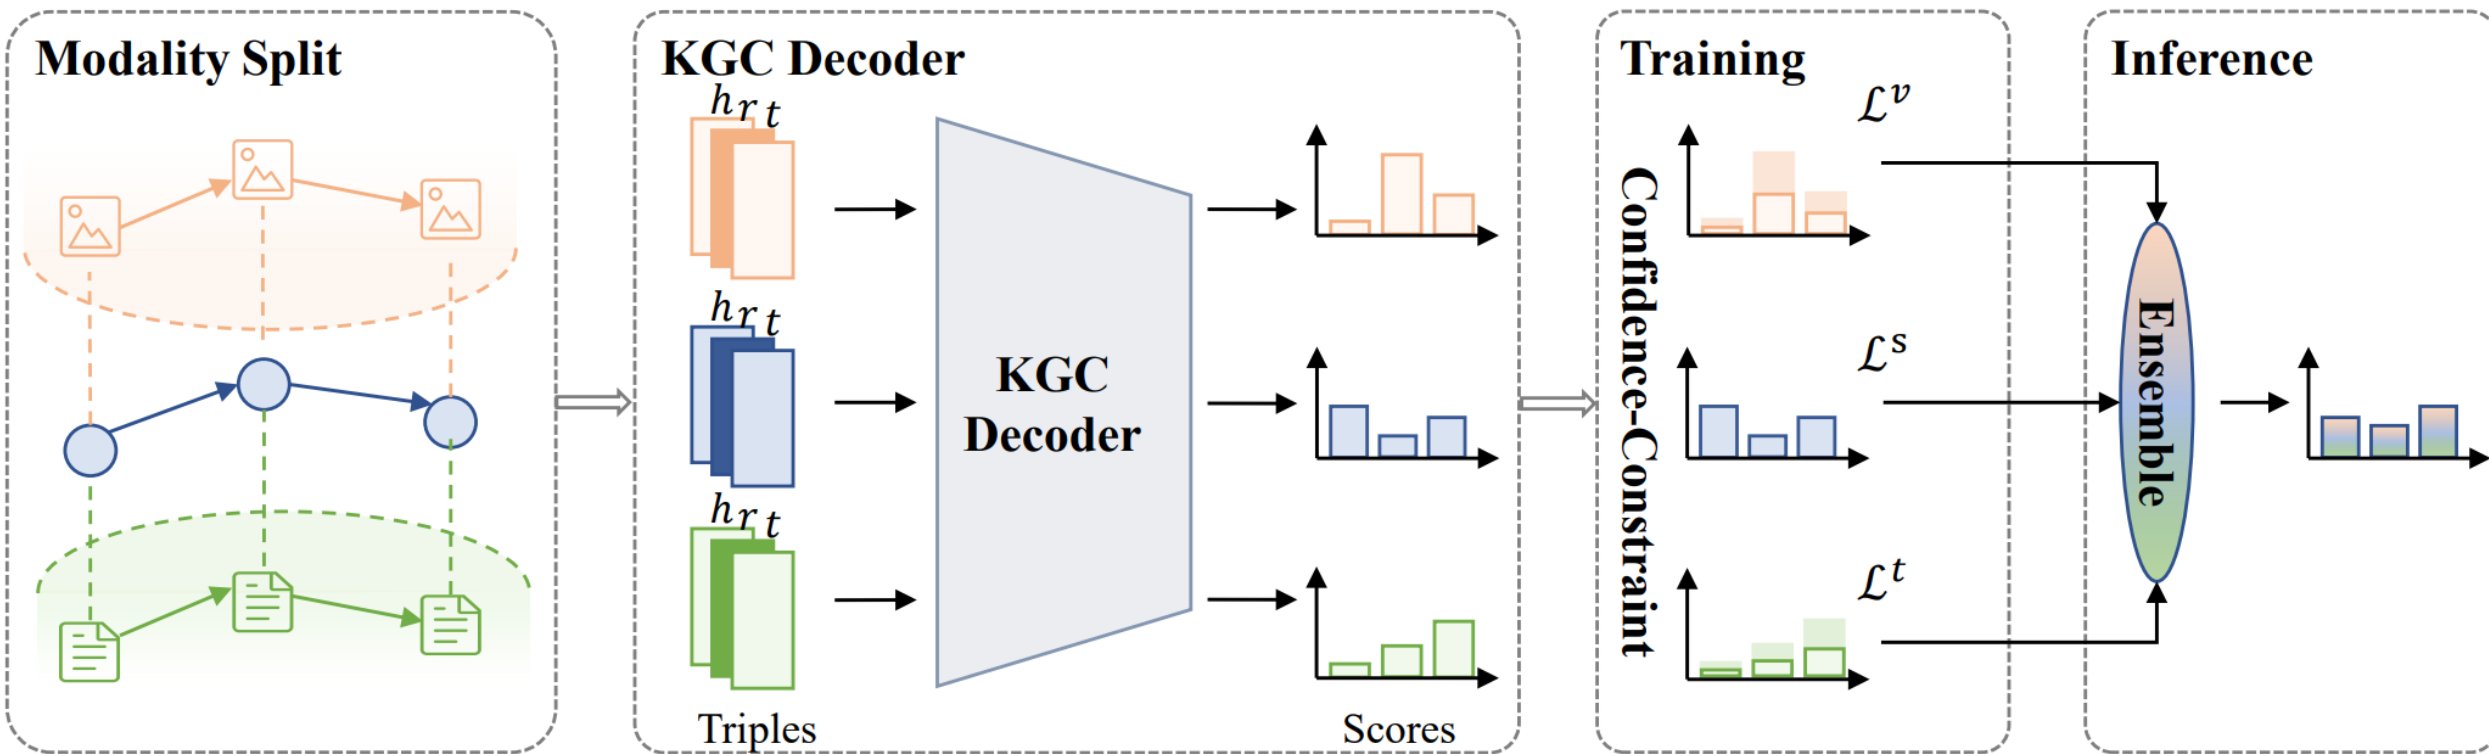 Modality Split
KGC Decoder
h r t
h r t
h r t
KGC
Decoder
Triples
Scores
Training
Confidence-Constraint
ℒᵛ
ℒˢ
ℒᵗ
Inference
Ensemble